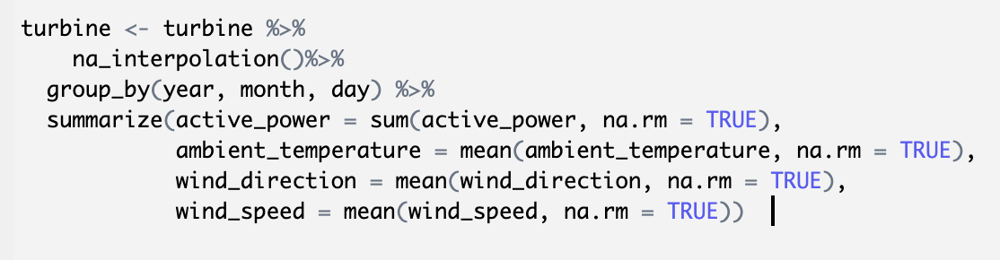 turbine <- turbine %>%
    na_interpolation()%>%
  group_by(year, month, day) %>%
  summarize(active_power = sum(active_power, na.rm = TRUE),
            ambient_temperature = mean(ambient_temperature, na.rm = TRUE),
            wind_direction = mean(wind_direction, na.rm = TRUE),
            wind_speed = mean(wind_speed, na.rm = TRUE))